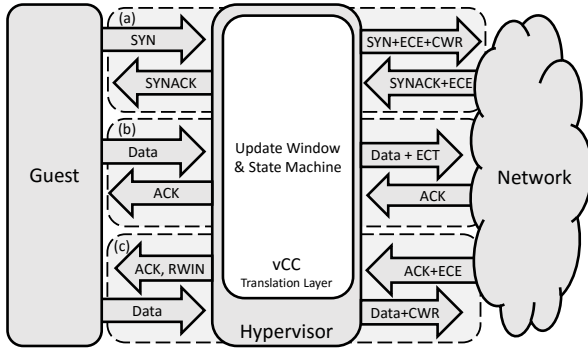 (a)
SYN
SYN+ECE+CWR
SYNACK
SYNACK+ECE
(b)
Data
Data + ECT
ACK
ACK
(c)
ACK, RWIN
ACK+ECE
Data
Data+CWR
Guest
Update Window
& State Machine
vCC
Translation Layer
Hypervisor
Network